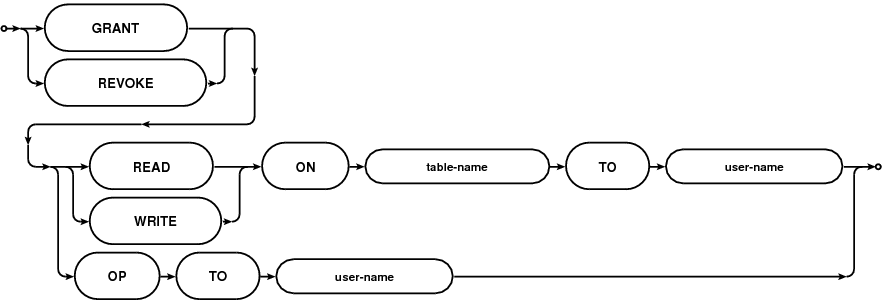 GRANT
REVOKE
READ ON table-name TO user-name
WRITE
OP TO user-name